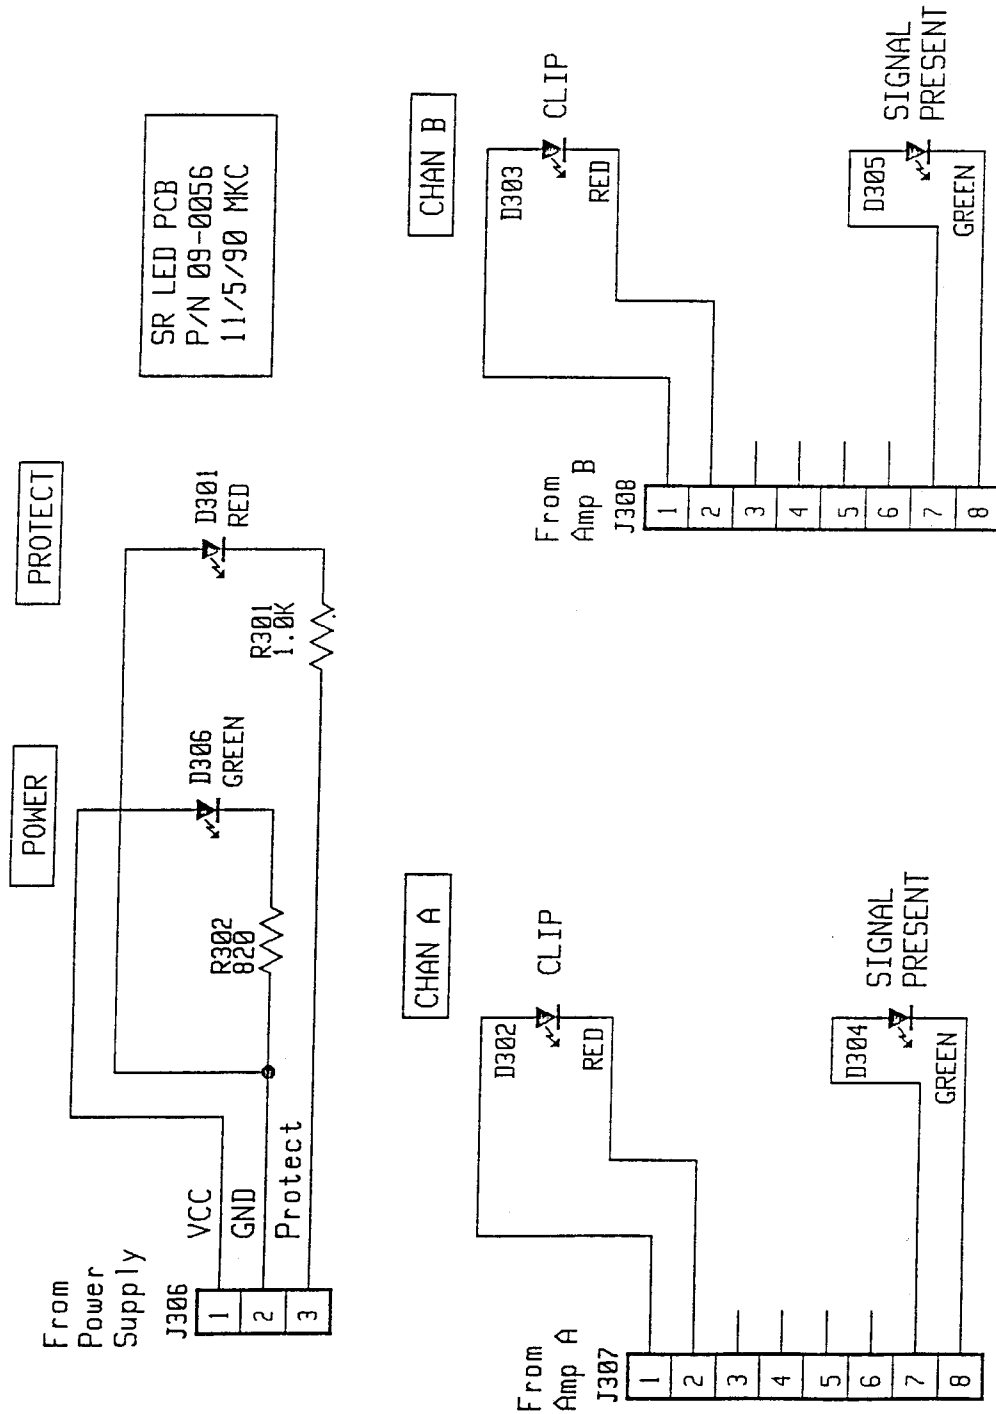 From
Power
Supply
J306
1
2
3
VCC
GND
Protect
POWER
R302
820
D306
GREEN
PROTECT
R301
1.0K
D301
RED
SR LED PCB
P/N 09-0056
11/5/90 MKC
From
Amp A
J307
1
2
3
4
5
6
7
8
CHAN A
D302
RED
CLIP
D304
GREEN
SIGNAL
PRESENT
From
Amp B
J308
1
2
3
4
5
6
7
8
CHAN B
D303
RED
CLIP
D305
GREEN
SIGNAL
PRESENT